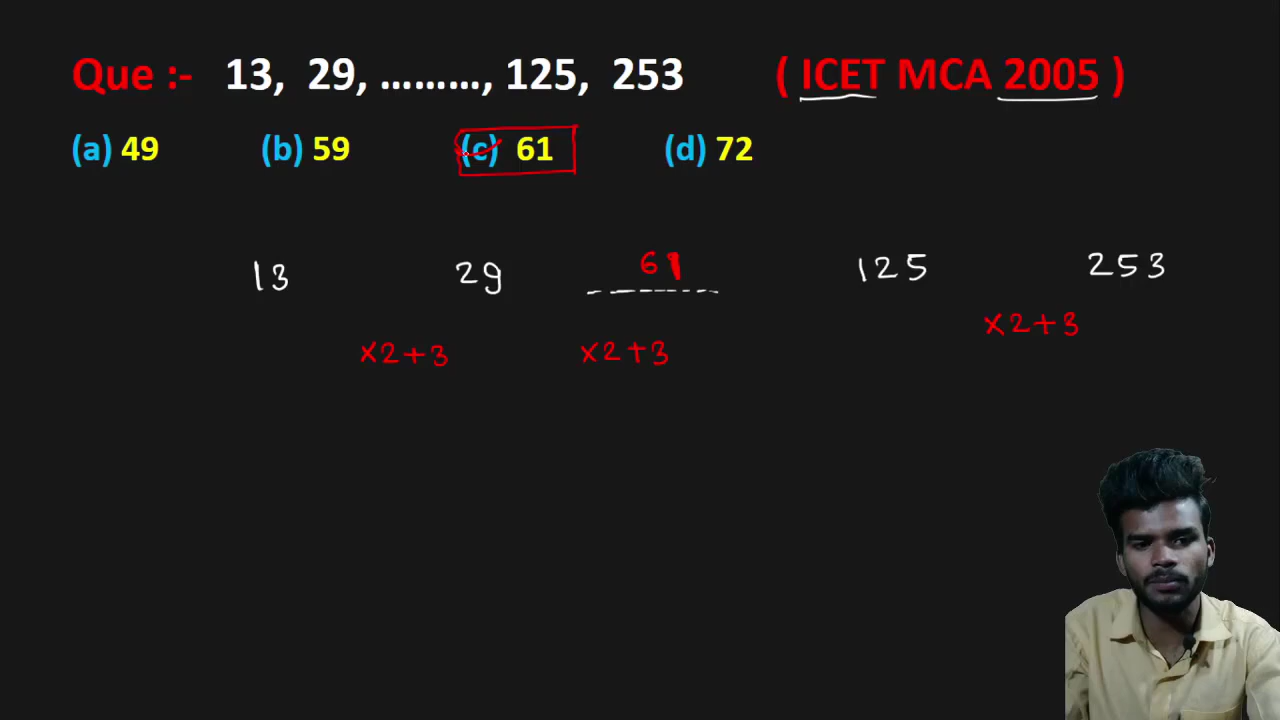 Que :- 13, 29, ………, 125, 253 ( ICET MCA 2005 )
(a) 49 (b) 59 (c) 61 (d) 72
13 29 61 125 253
×2+3 ×2+3 ×2+3